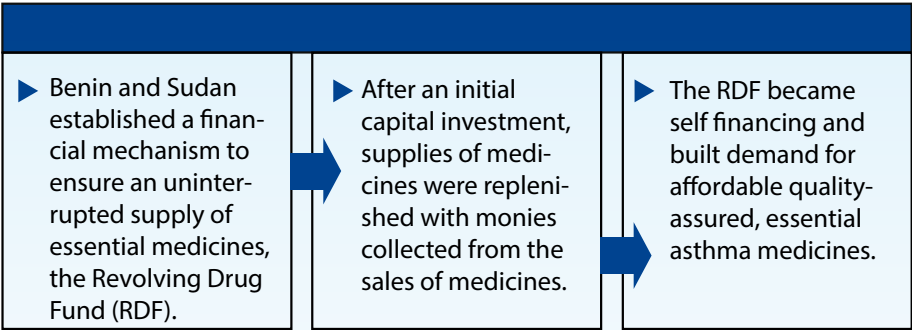 Benin and Sudan
established a finan-
cial mechanism to
ensure an uninter-
rupted supply of
essential medicines,
the Revolving Drug
Fund (RDF).
After an initial
capital investment,
supplies of medi-
cines were repleni-
shed with monies
collected from the
sales of medicines.
The RDF became
self financing and
built demand for
affordable quality-
assured, essential
asthma medicines.